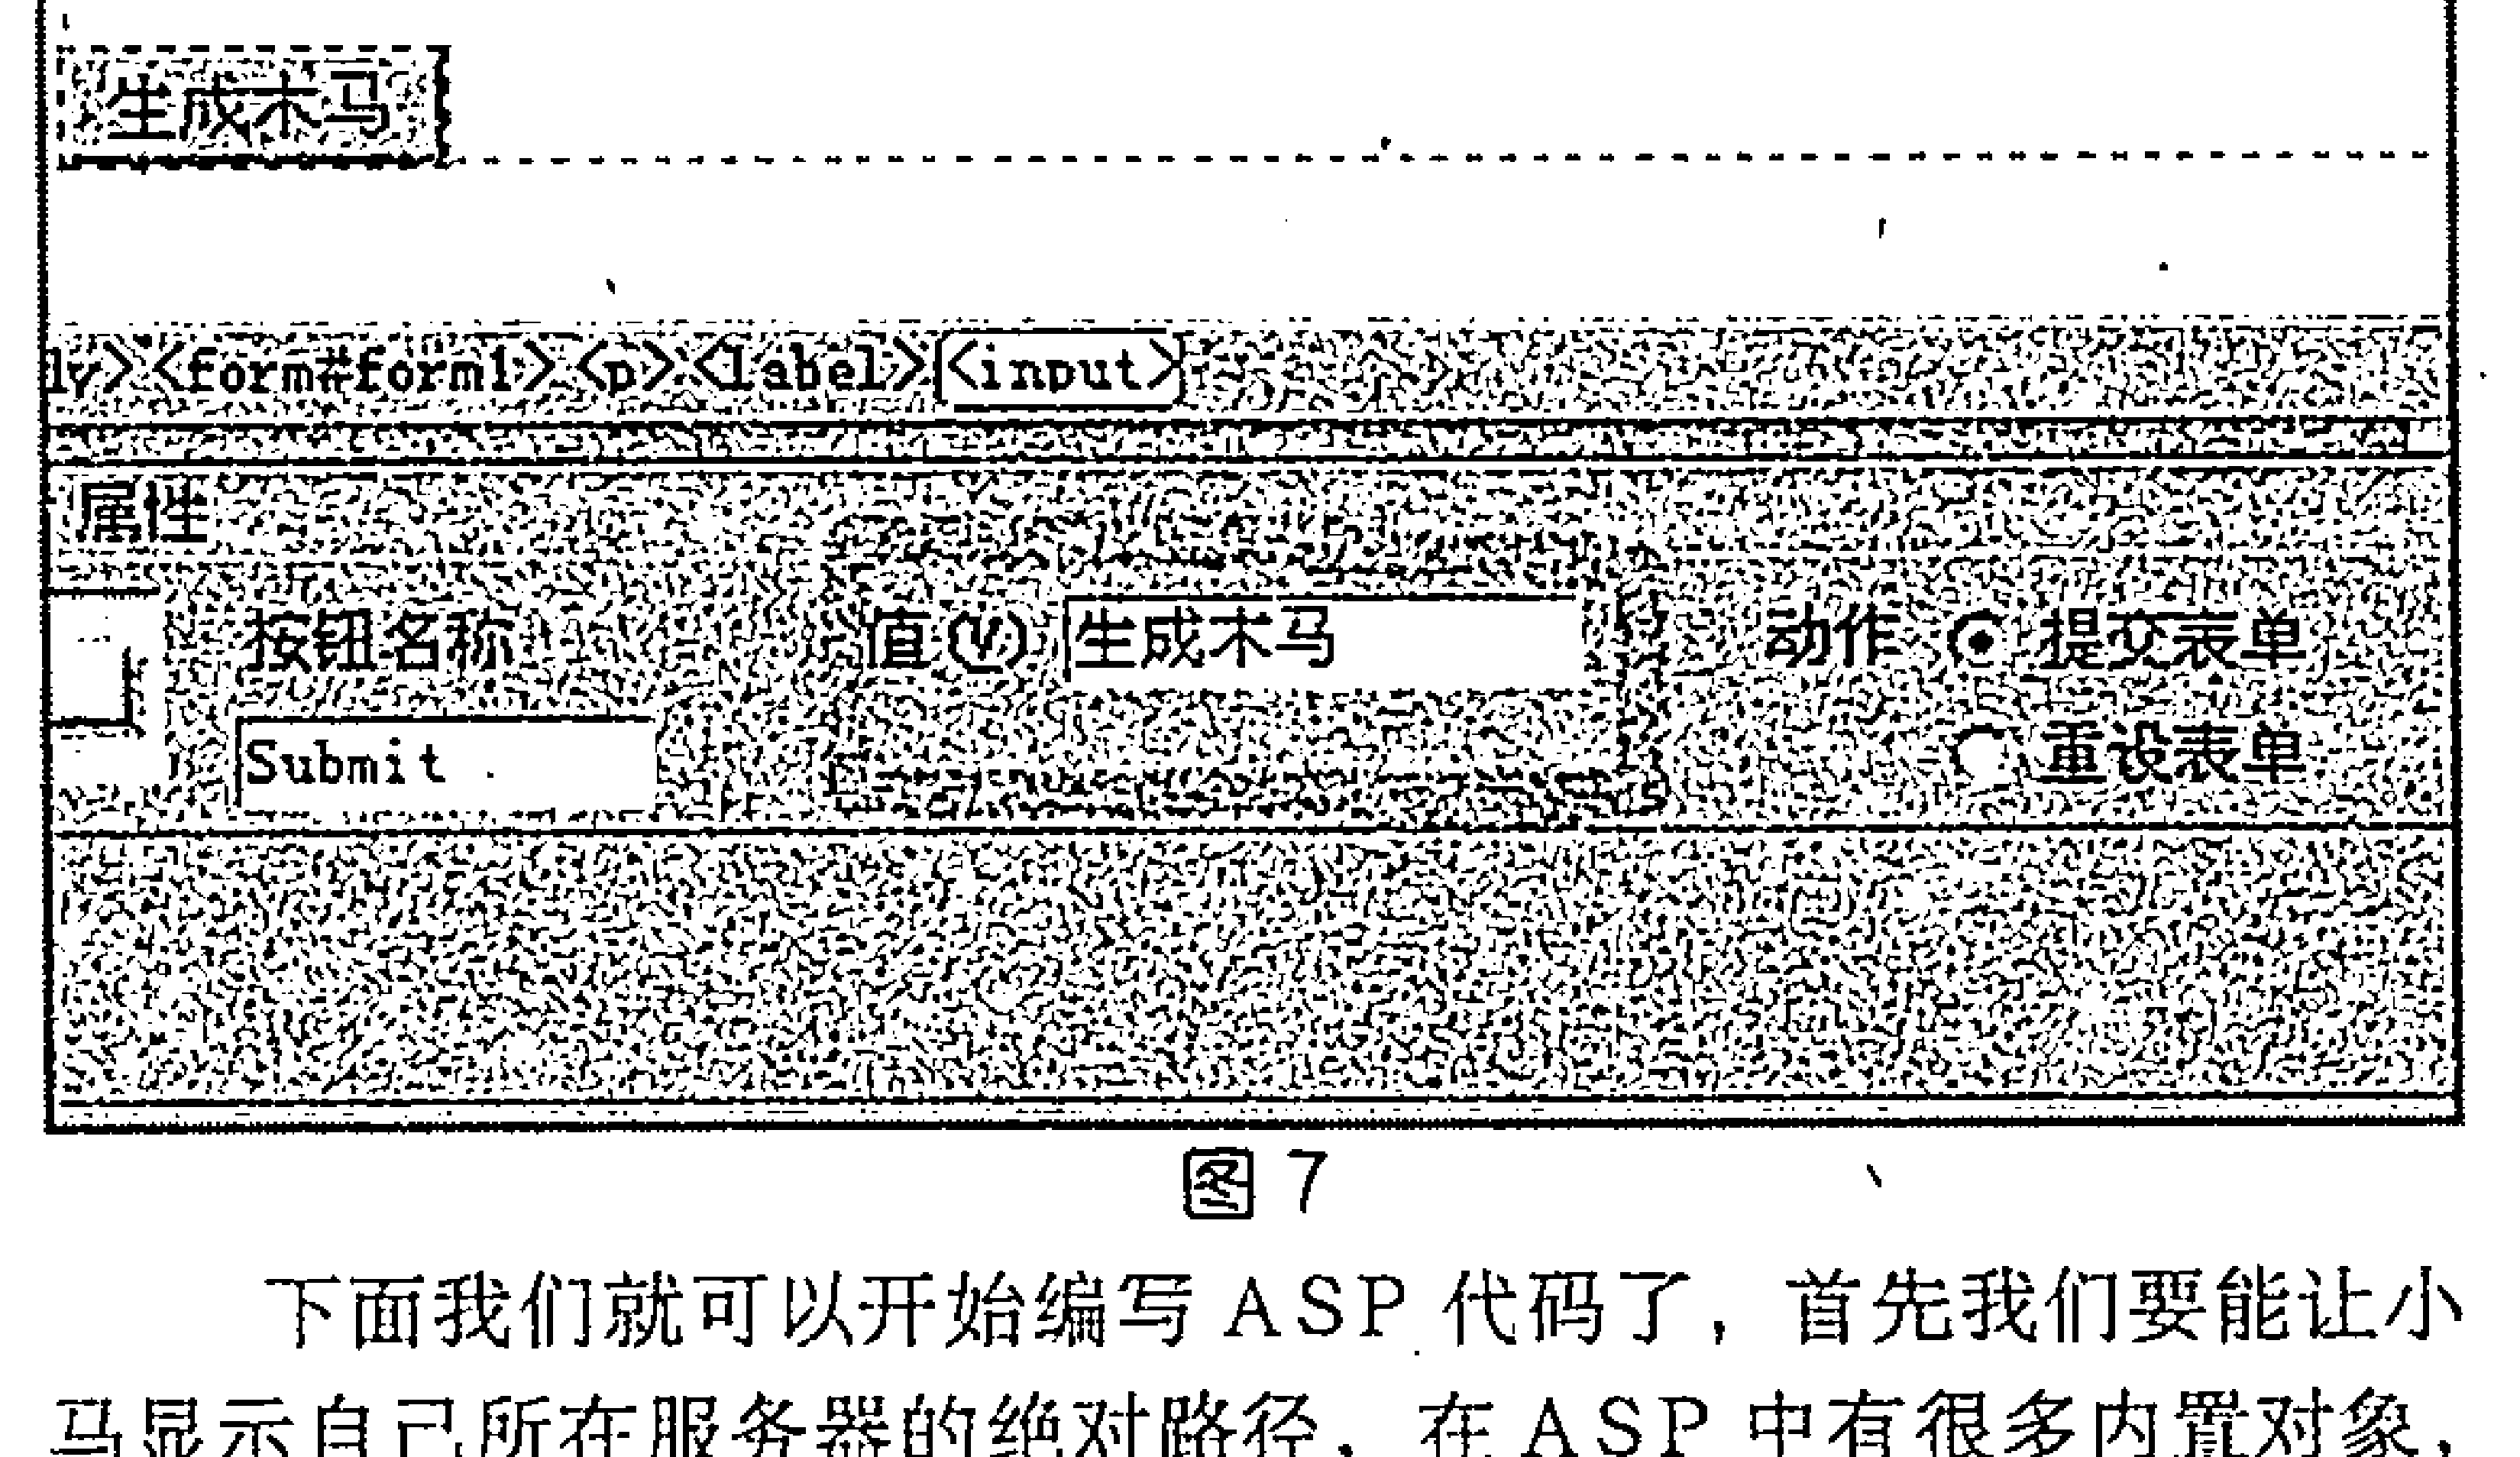 生成木马
ly><form#form1><p><label><input>
属性
按钮名称 值(V) 生成木马 动作 提交表单
Submit 重设表单
图 7
下面我们就可以开始编写 ASP 代码了，首先我们要能让小
马显示自己所在服务器的绝对路径，在 ASP 中有很多内置对象，